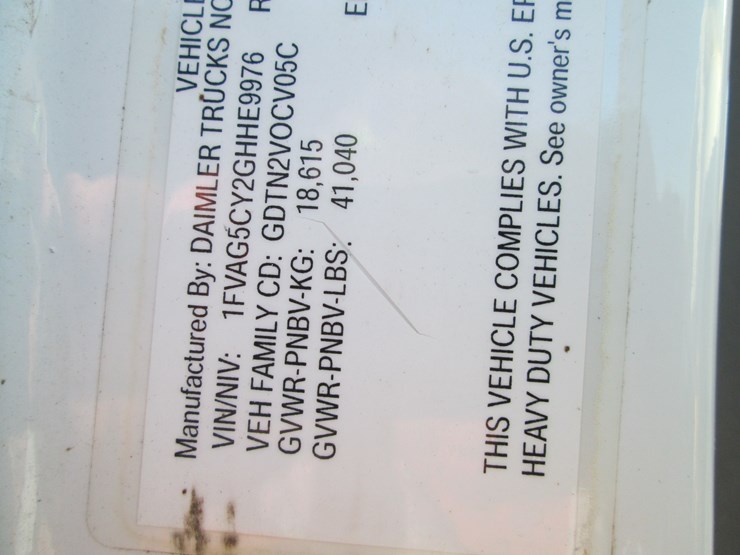 VEHICL
Manufactured By: DAIMLER TRUCKS NO
VIN/NIV: 1FVAG5CY2GHHE9976
VEH FAMILY CD: GDTN2VOCV05C
GVWR-PNBV-KG: 18,615
GVWR-PNBV-LBS: 41,040
THIS VEHICLE COMPLIES WITH U.S.
HEAVY DUTY VEHICLES. See owner's m